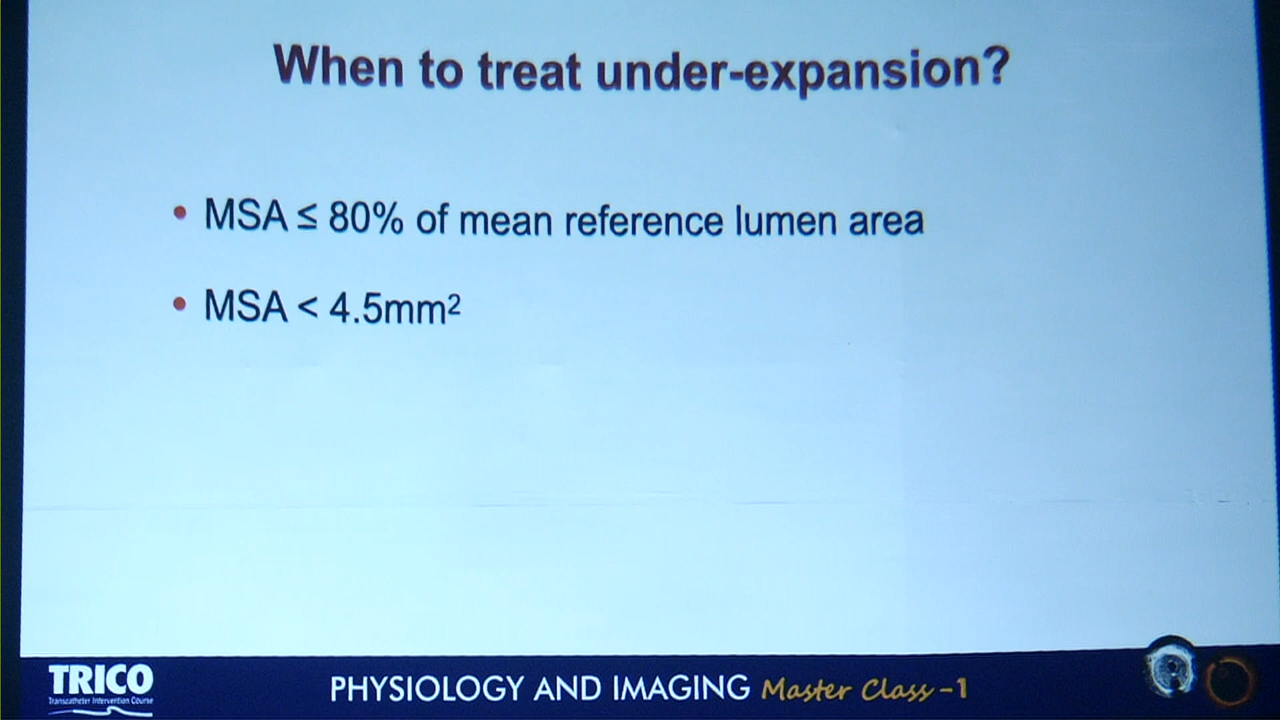 When to treat under-expansion?
• MSA ≤ 80% of mean reference lumen area
• MSA < 4.5mm²
TRICO
Transcatheter Intervention Course
PHYSIOLOGY AND IMAGING Master Class -1